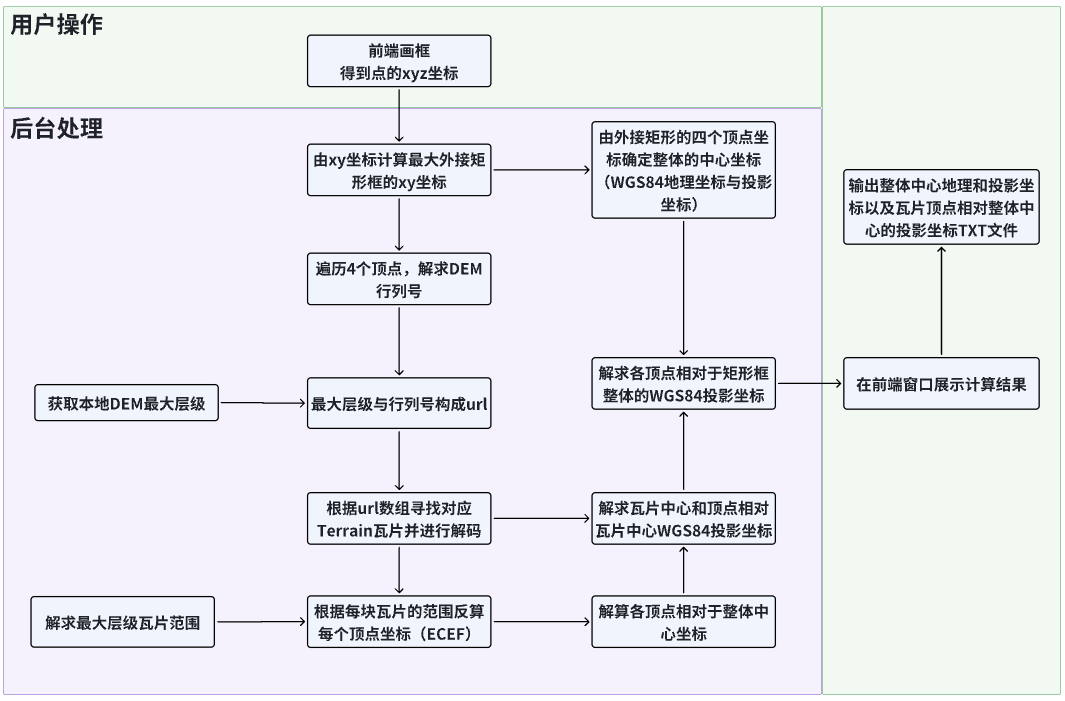 用户操作
前端画框
得到点的xyz坐标
后台处理
由xy坐标计算最大外接矩
形框的xy坐标
由外接矩形的四个顶点坐
标确定整体的中心坐标
（WGS84地理坐标与投影
坐标）
输出整体中心地理和投影坐
标以及瓦片顶点相对整体中
心的投影坐标TXT文件
遍历4个顶点，解求DEM
行列号
获取本地DEM最大层级
最大层级与行列号构成url
解求各顶点相对于矩形框
整体的WGS84投影坐标
在前端窗口展示计算结果
根据url数组寻找对应
Terrain瓦片并进行解码
解求瓦片中心和顶点相对
瓦片中心WGS84投影坐标
解求最大层级瓦片范围
根据每块瓦片的范围反算
每个顶点坐标（ECEF）
解算各顶点相对于整体中
心坐标